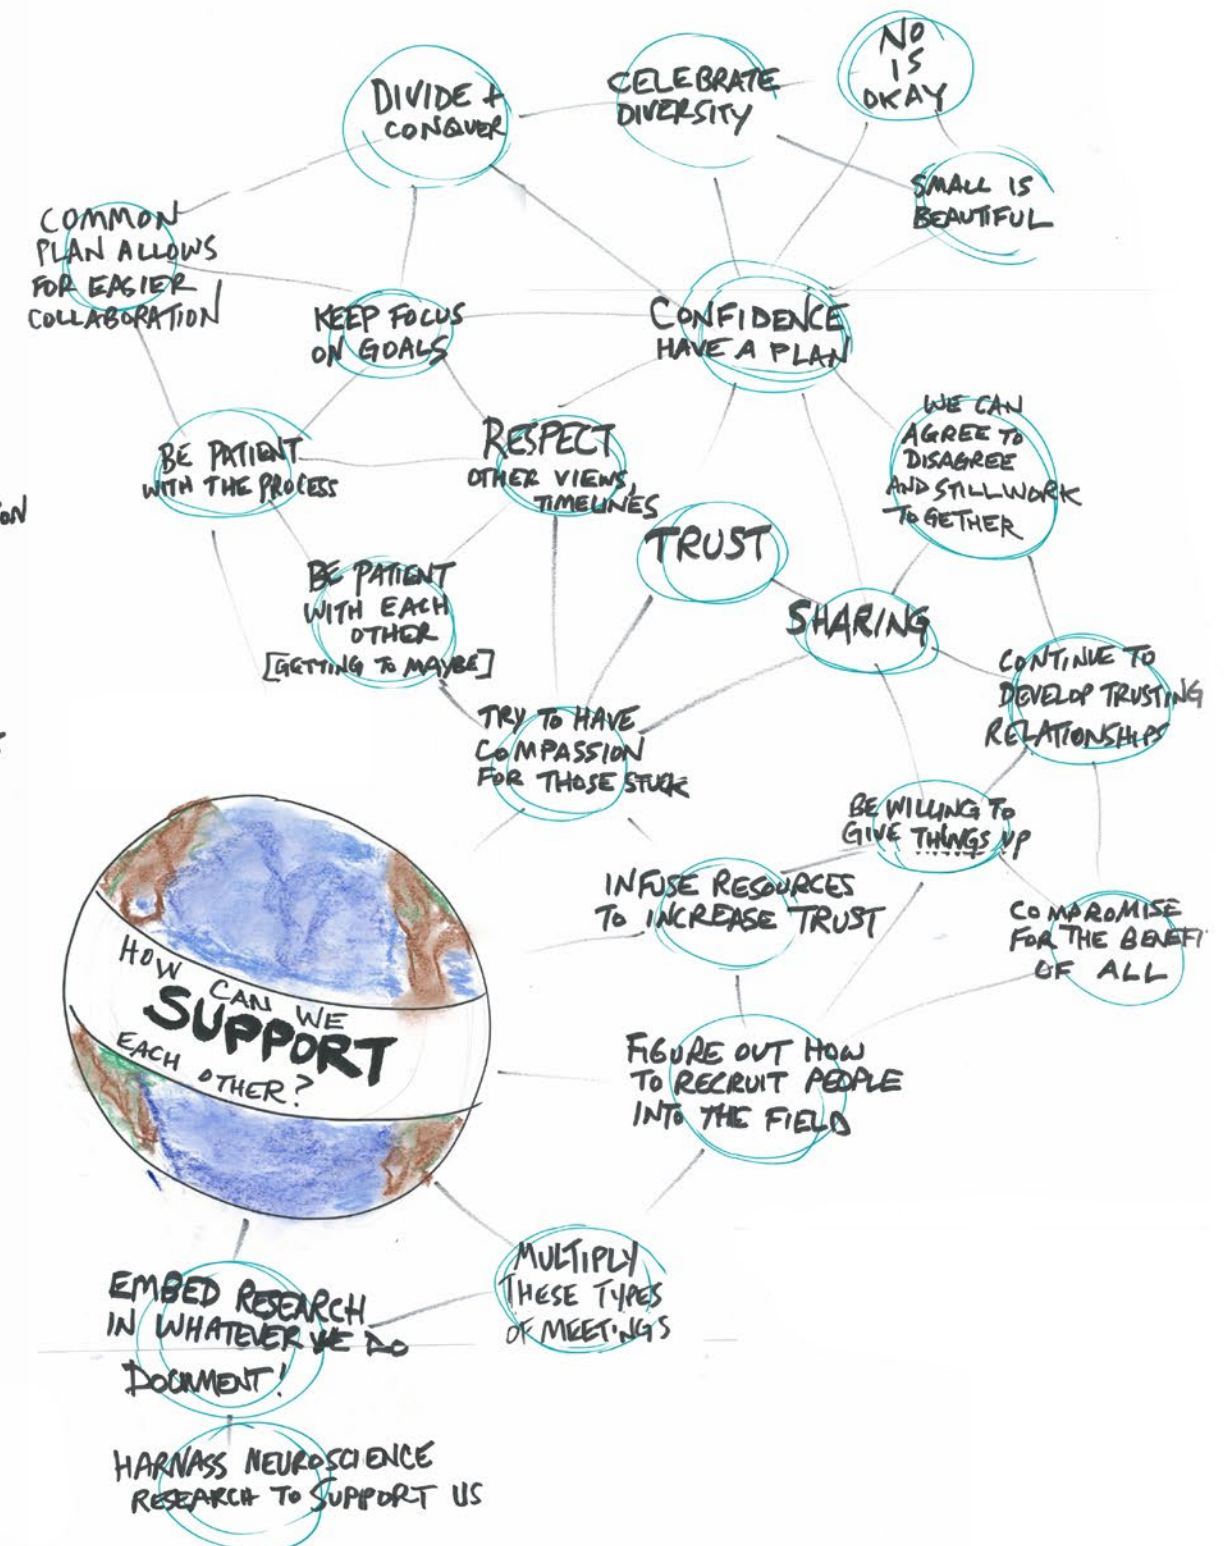 DIVIDE +
CONQUER
CELEBRATE
DIVERSITY
NO
IS
OKAY
SMALL IS
BEAUTIFUL
COMMON
PLAN ALLOWS
FOR EASIER
COLLABORATION
KEEP FOCUS
ON GOALS
CONFIDENCE
HAVE A PLAN
WE CAN
AGREE TO
DISAGREE
AND STILL WORK
TOGETHER
BE PATIENT
WITH THE PROCESS
RESPECT
OTHER VIEWS,
TIMELINES
TRUST
BE PATIENT
WITH EACH
OTHER
[GETTING TO MAYBE]
SHARING
CONTINUE TO
DEVELOP TRUSTING
RELATIONSHIPS
TRY TO HAVE
COMPASSION
FOR THOSE STUCK
BE WILLING TO
GIVE THINGS UP
INFUSE RESOURCES
TO INCREASE TRUST
COMPROMISE
FOR THE BENEFI
OF ALL
HOW CAN WE
SUPPORT
EACH OTHER?
FIGURE OUT HOW
TO RECRUIT PEOPLE
INTO THE FIELD
MULTIPLY
THESE TYPES
OF MEETINGS
EMBED RESEARCH
IN WHATEVER WE DO
DOCUMENT!
HARNASS NEUROSCIENCE
RESEARCH TO SUPPORT US